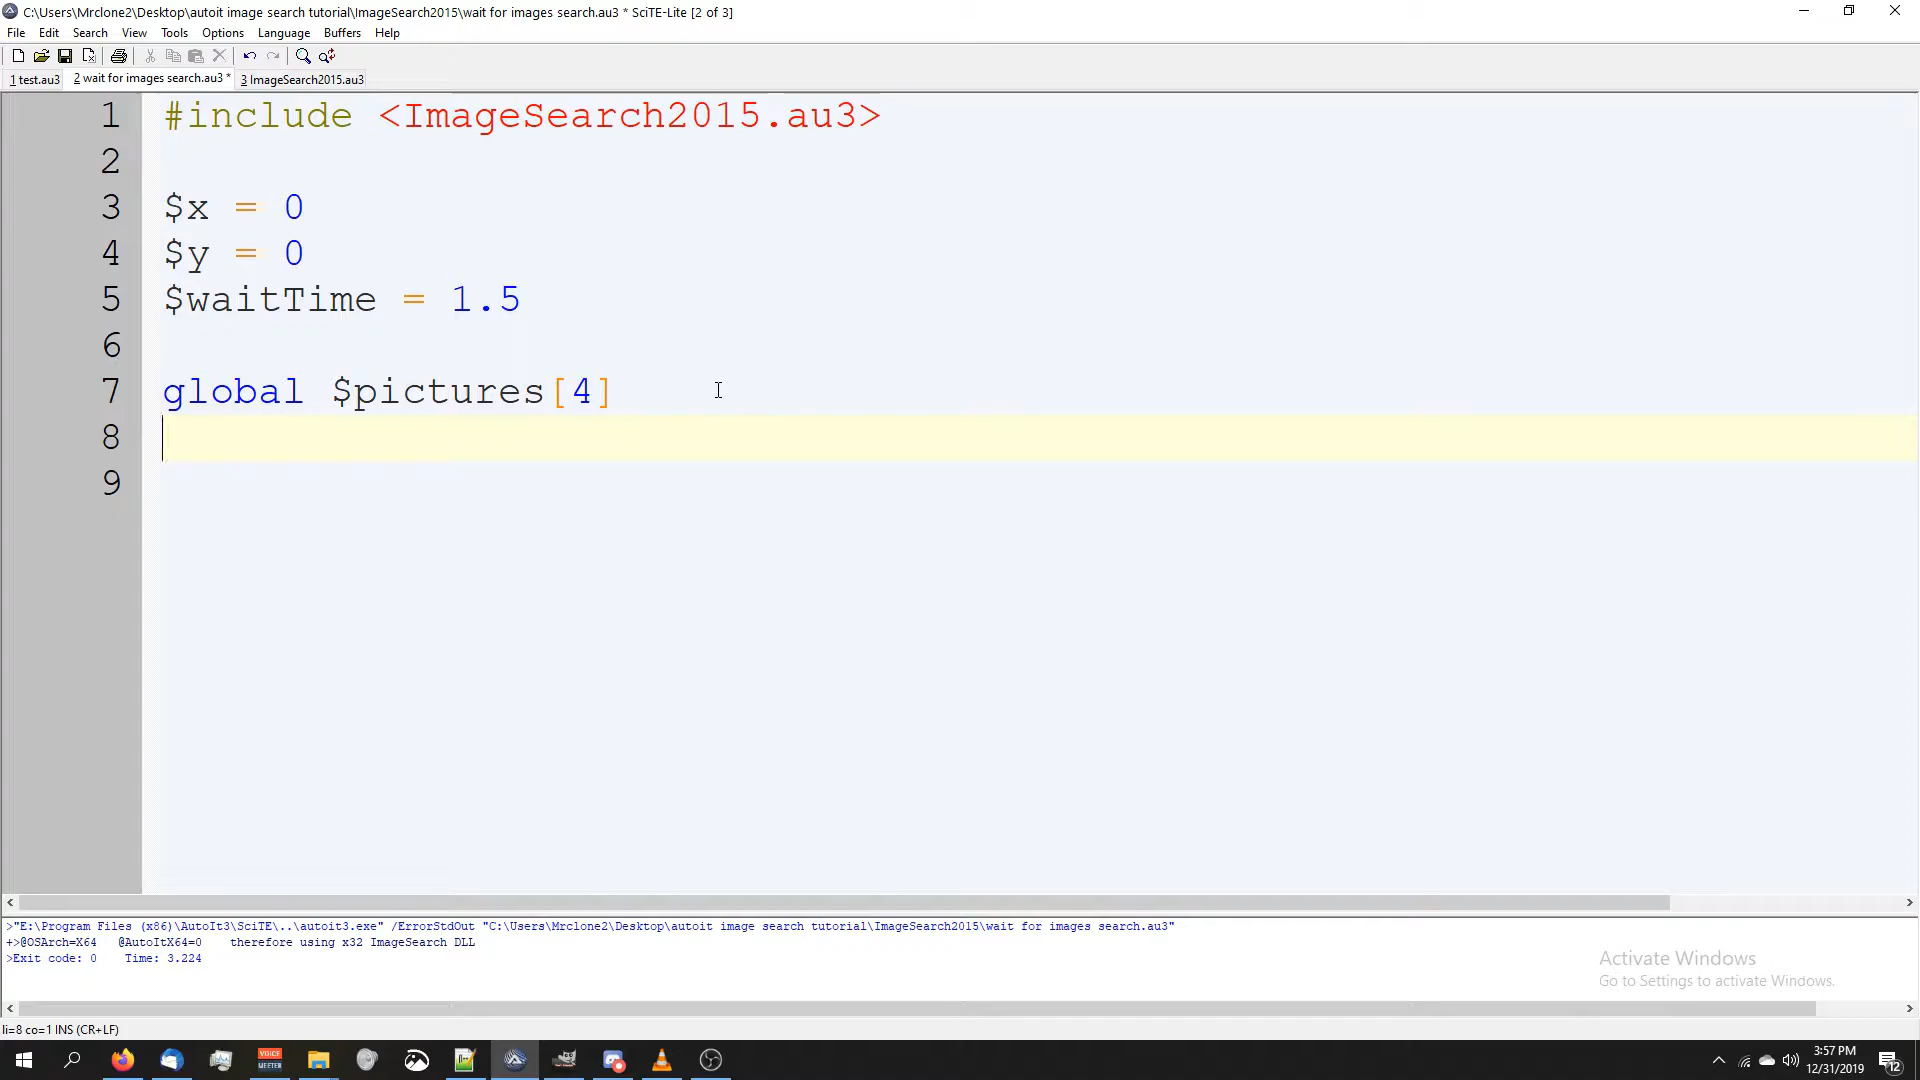 C:\Users\Mrclone2\Desktop\autoit image search tutorial\ImageSearch2015\wait for images search.au3 * SciTE-Lite [2 of 3]
File Edit Search View Tools Options Language Buffers Help
1 test.au3 2 wait for images search.au3 * 3 ImageSearch2015.au3
1 #include <ImageSearch2015.au3>
2
3 $x = 0
4 $y = 0
5 $waitTime = 1.5
6
7 global $pictures[4]
8
9
>"E:\Program Files (x86)\AutoIt3\SciTE\..\autoit3.exe" /ErrorStdOut "C:\Users\Mrclone2\Desktop\autoit image search tutorial\ImageSearch2015\wait for images search.au3"
+>@OSArch=X64 @AutoItX64=0 therefore using x32 ImageSearch DLL
>Exit code: 0 Time: 3.224
Activate Windows
Go to Settings to activate Windows.
li=8 co=1 INS (CR+LF)
VOICE
MEETER
3:57 PM
12/31/2019
12